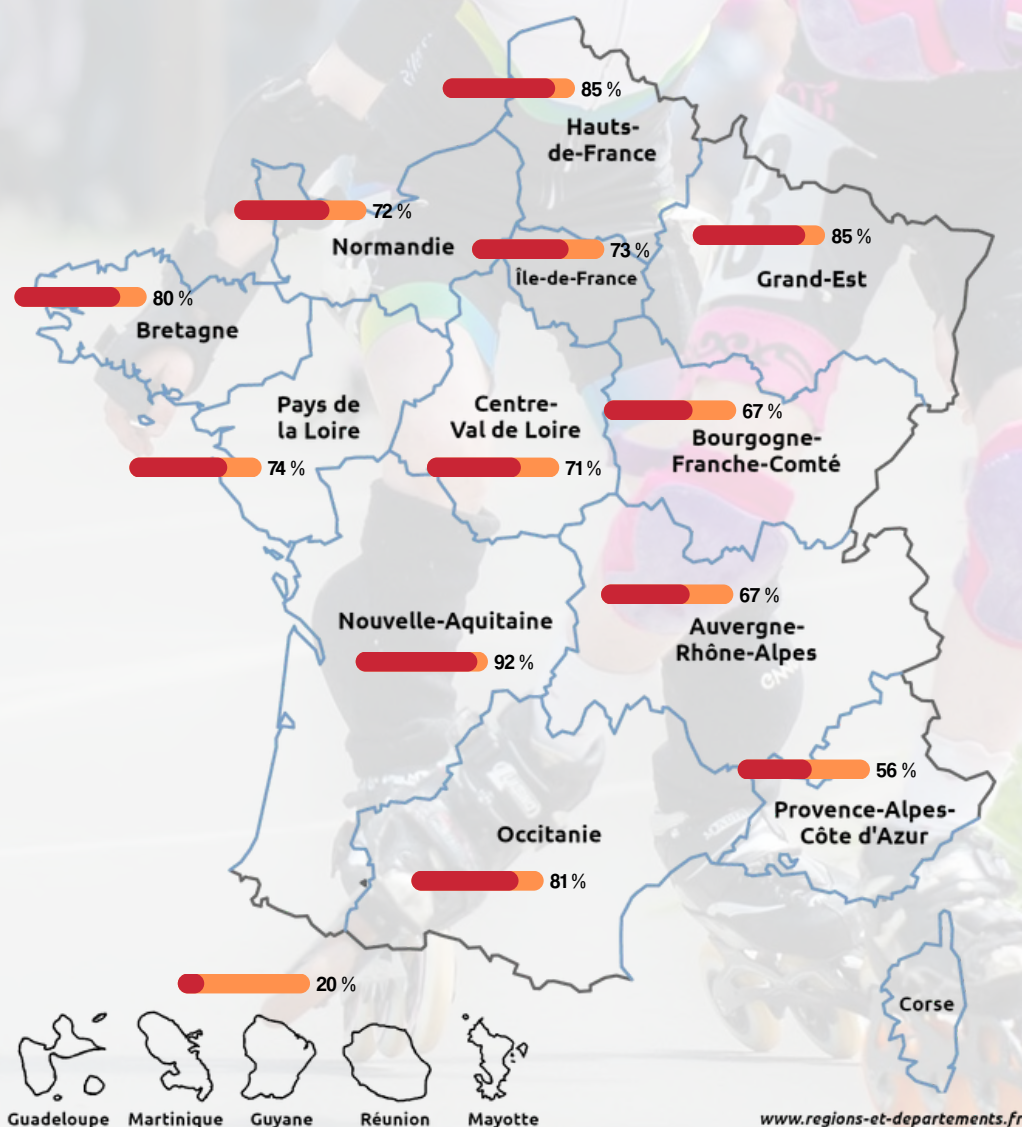 85 %
Hauts-
de-France
72 %
Normandie
73 %
Île-de-France
85 %
Grand-Est
80 %
Bretagne
Pays de
la Loire
74 %
Centre-
Val de Loire
71 %
67 %
Bourgogne-
Franche-Comté
Nouvelle-Aquitaine
92 %
67 %
Auvergne-
Rhône-Alpes
56 %
Provence-Alpes-
Côte d'Azur
Occitanie
81 %
20 %
Corse
Guadeloupe
Martinique
Guyane
Réunion
Mayotte
www.regions-et-departements.fr